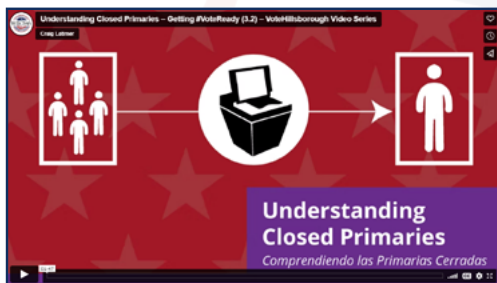 Understanding Closed Primaries – Getting #VoteReady (3.2) – VoteHillsborough Video Series
Craig Latimer
Understanding
Closed Primaries
Comprendiendo las Primarias Cerradas